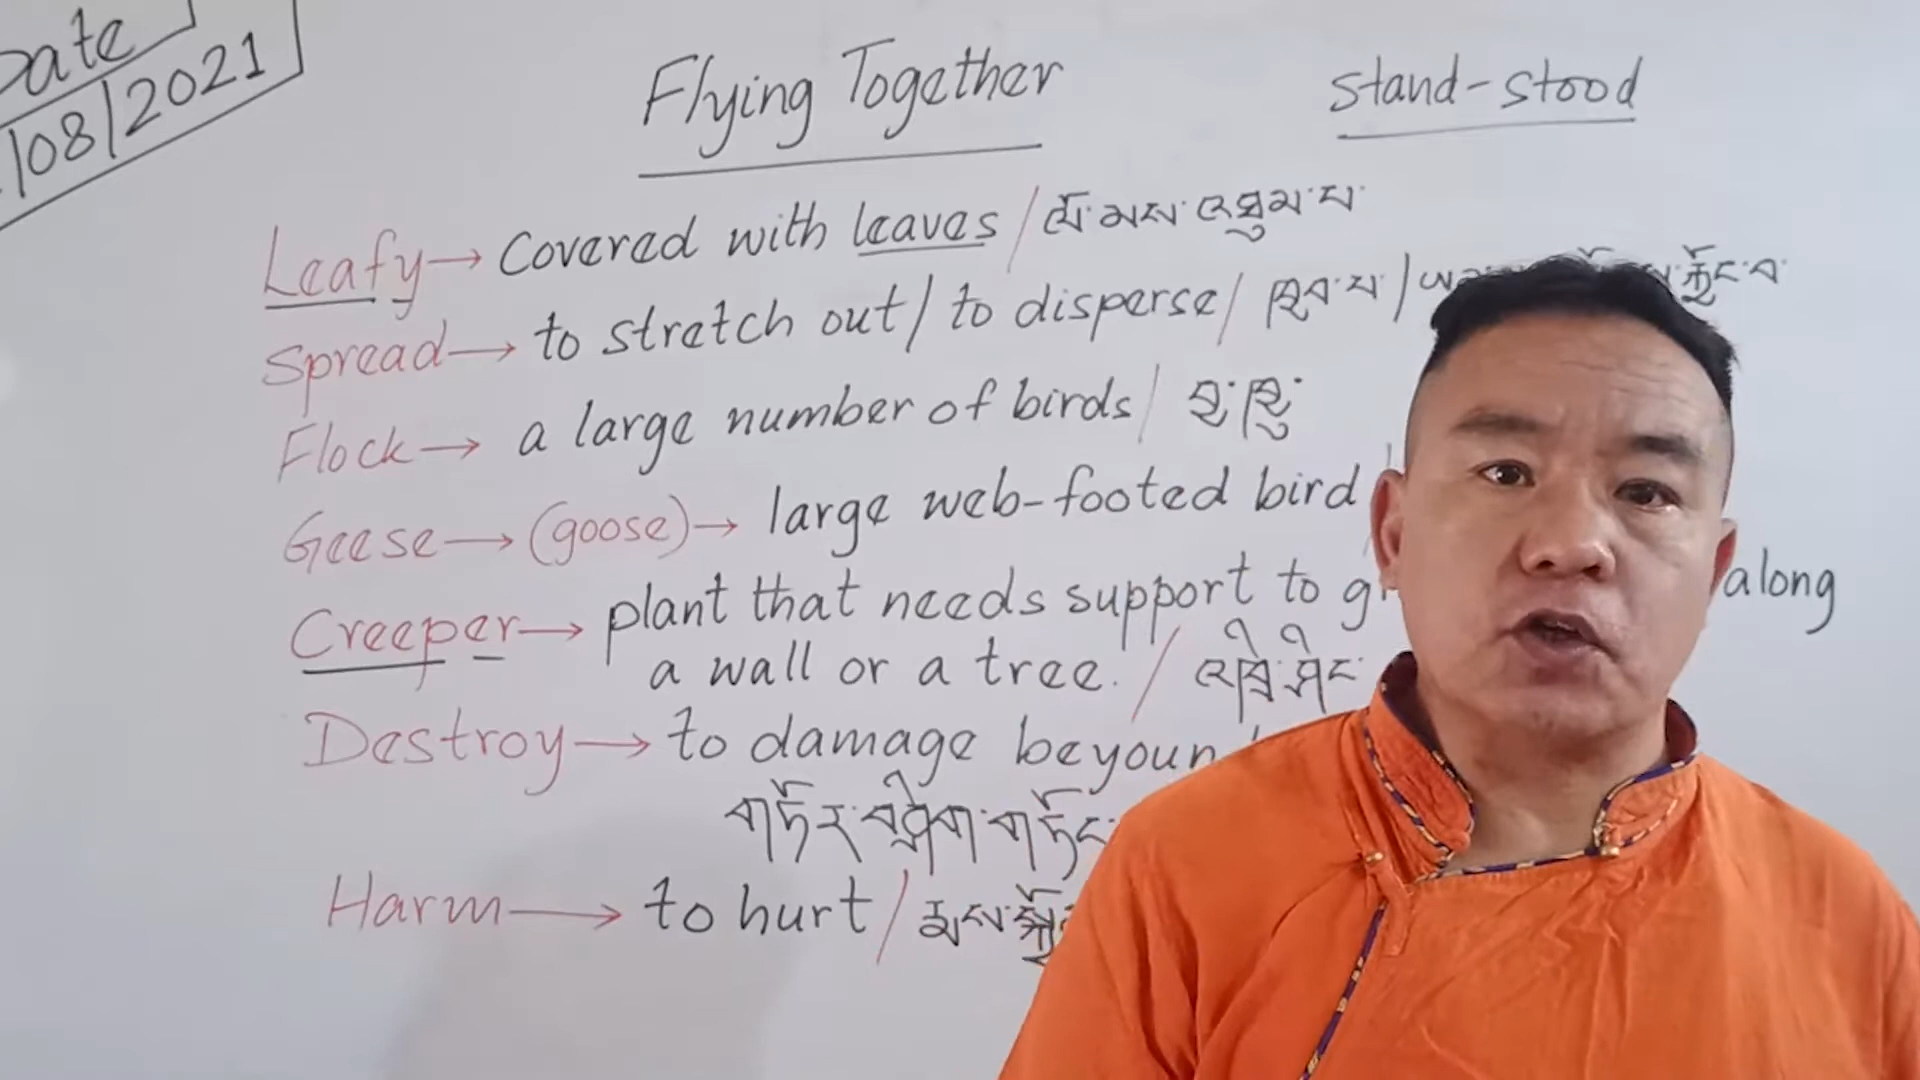 Date
/08/2021
Flying Together
Stand-stood
Leafy→ Covered with leaves / ལོ་མས་འཐུམ་པ་
Spread→ to stretch out / to disperse / ཁྱབ་པ་ /
Flock→ a large number of birds / བྱ་ཁྱུ་
Geese→ (goose)→ large web-footed bird
Creeper→ plant that needs support to along
a wall or a tree. / འཁྲི་ཤིང་
Destroy→ to damage
གཏོར་བཤིག་གཏོང་
Harm→ to hurt /